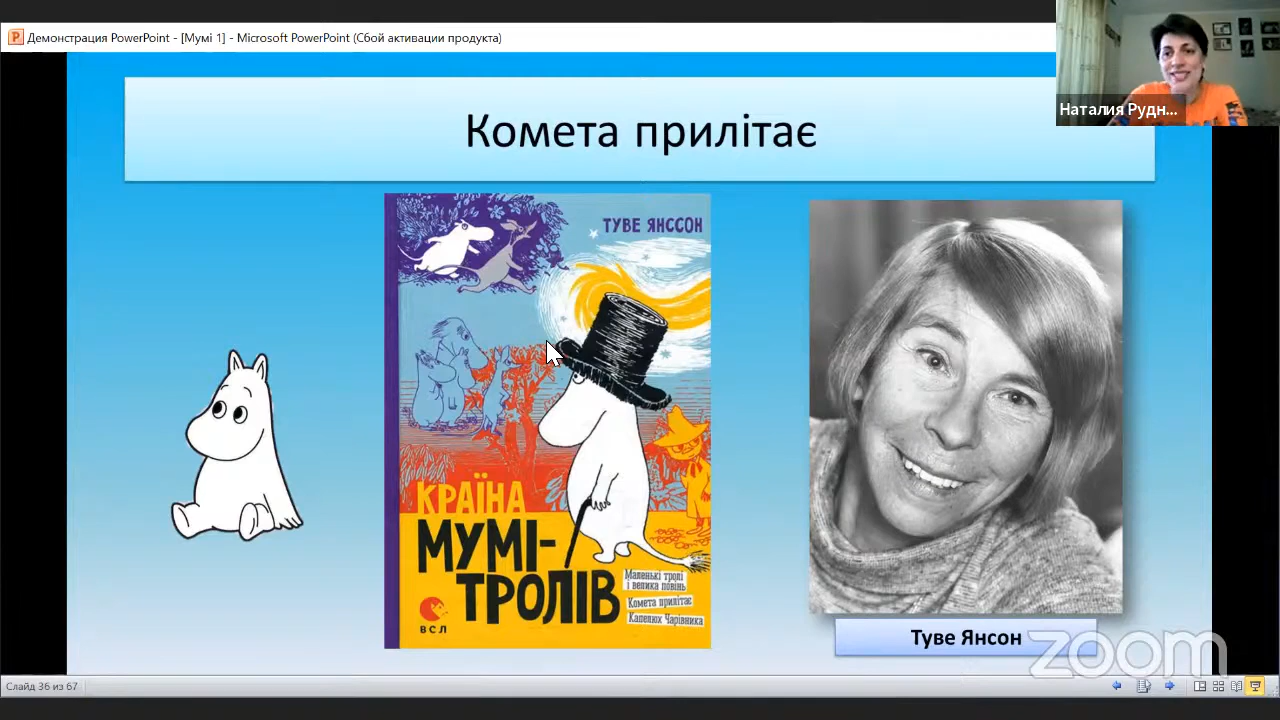 Демонстрация PowerPoint - [Мумі 1] - Microsoft PowerPoint (Сбой активации продукта)
Наталия Рудн...
Комета прилітає
ТУВЕ ЯНССОН
КРАЇНА
МУМІ-
ТРОЛІВ
Маленькі тролі
і велика повінь
Комета прилітає
Капелюх Чарівника
ВСЛ
Туве Янсон
zoom
Слайд 36 из 67